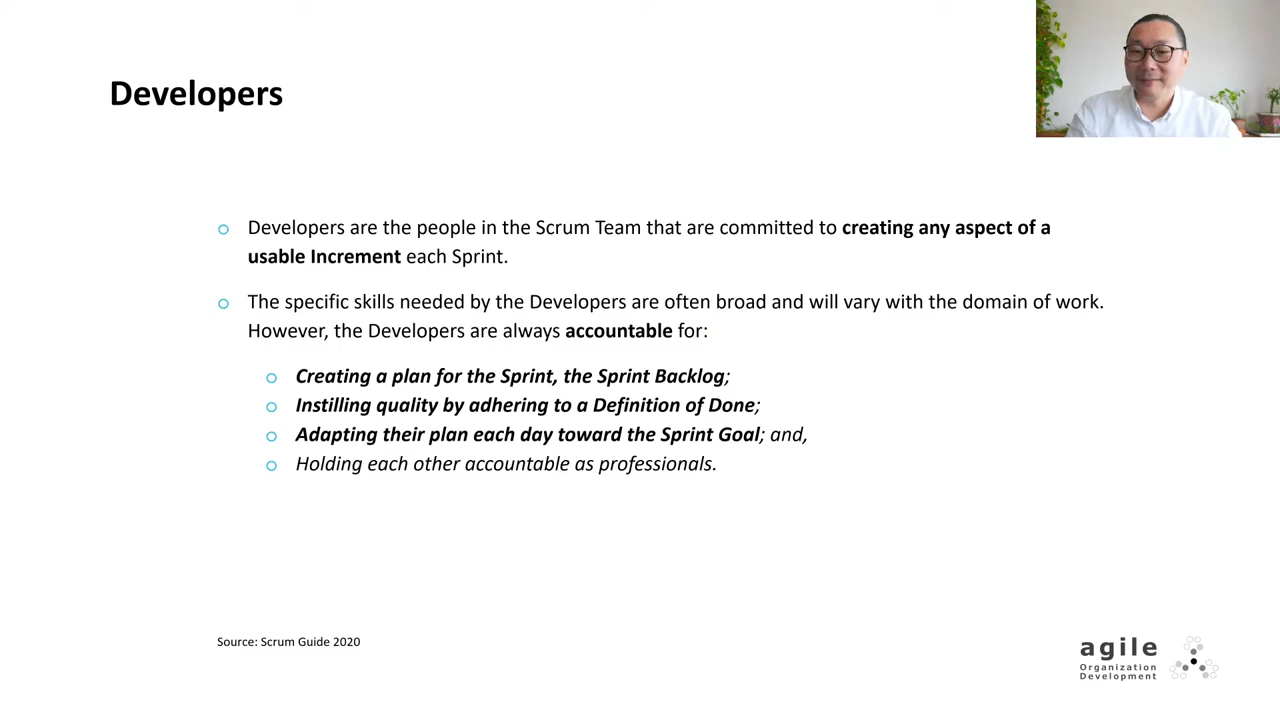 Developers
Developers are the people in the Scrum Team that are committed to creating any aspect of a
usable Increment each Sprint.
The specific skills needed by the Developers are often broad and will vary with the domain of work.
However, the Developers are always accountable for:
Creating a plan for the Sprint, the Sprint Backlog;
Instilling quality by adhering to a Definition of Done;
Adapting their plan each day toward the Sprint Goal; and,
Holding each other accountable as professionals.
Source: Scrum Guide 2020
agile
Organization
Development